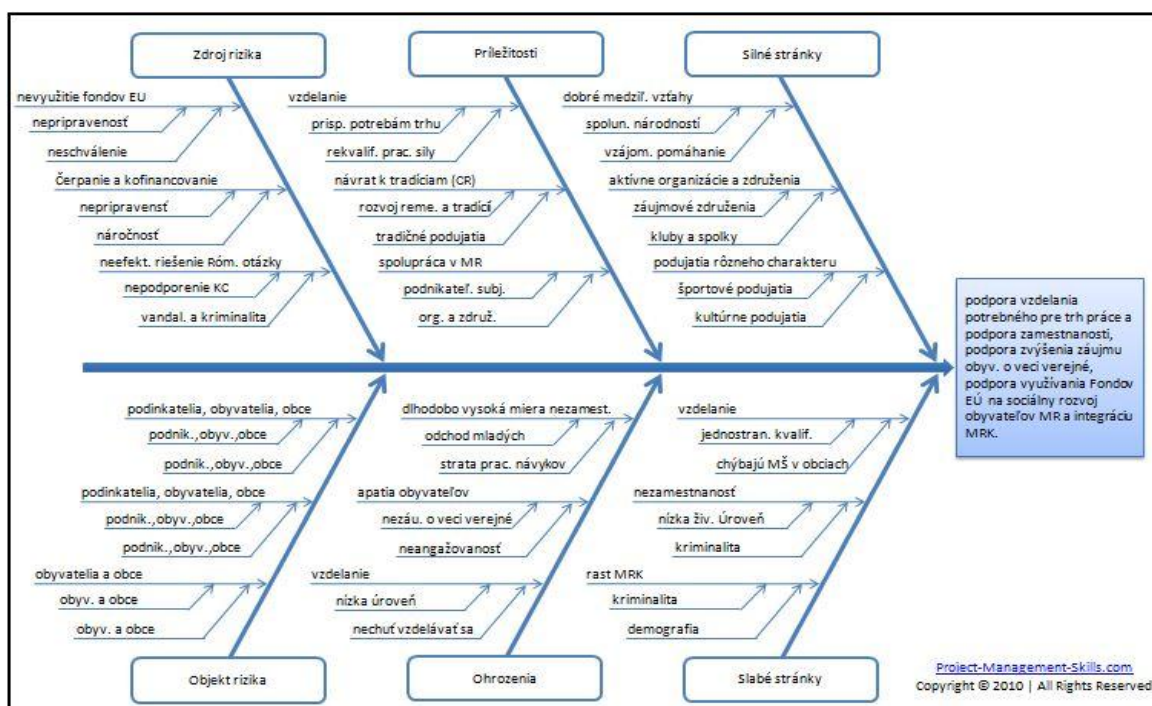 Zdroj rizika
nevyužitie fondov EU
nepripravenosť
neschválenie
čerpanie a kofinancovanie
nepripravensť
náročnosť
neefekt. riešenie Róm. otázky
nepodporenie KC
vandal. a kriminalita
Príležitosti
vzdelanie
prisp. potrebám trhu
rekvalif. prac. sily
návrat k tradíciam (CR)
rozvoj reme. a tradícií
tradičné podujatia
spolupráca v MR
podnikateľ. subj.
org. a združ.
Silné stránky
dobré medziľ. vzťahy
spolun. národností
vzájom. pomáhanie
aktívne organizácie a združenia
záujmové združenia
kluby a spolky
podujatia rôzneho charakteru
športové podujatia
kultúrne podujatia
podpora vzdelania
potrebného pre trh práce a
podpora zamestnanosti,
podpora zvýšenia záujmu
obyv. o veci verejné,
podpora využívania Fondov
EÚ na sociálny rozvoj
obyvateľov MR a integráciu
MRK.
podinkatelia, obyvatelia, obce
podnik.,obyv.,obce
podnik.,obyv.,obce
podinkatelia, obyvatelia, obce
podnik.,obyv.,obce
podnik.,obyv.,obce
obyvatelia a obce
obyv. a obce
obyv. a obce
Objekt rizika
dlhodobo vysoká miera nezamest.
odchod mladých
strata prac. návykov
apatia obyvateľov
nezáu. o veci verejné
neangažovanosť
vzdelanie
nízka úroveň
nechuť vzdelávať sa
Ohrozenia
vzdelanie
jednostran. kvalif.
chýbajú MŠ v obciach
nezamestnanosť
nízka živ. Úroveň
kriminalita
rast MRK
kriminalita
demografia
Slabé stránky
Project-Management-Skills.com
Copyright © 2010 | All Rights Reserved